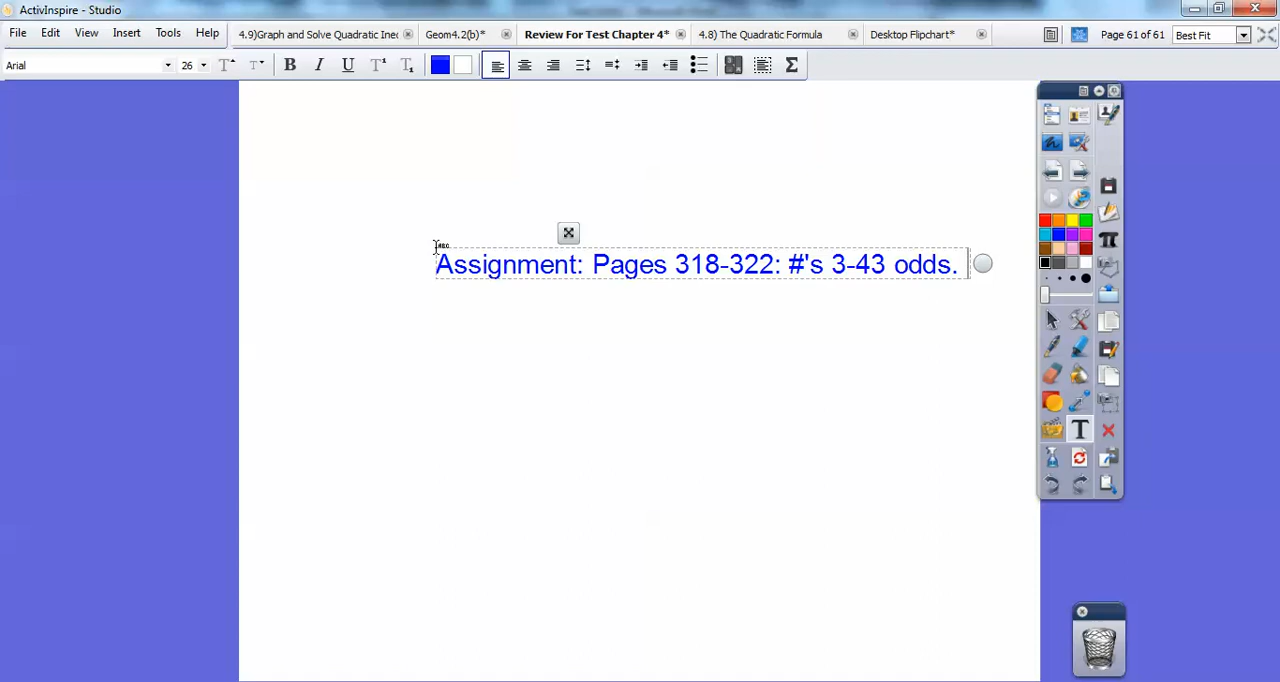 ActivInspire - Studio
File Edit View Insert Tools Help
4.9)Graph and Solve Quadratic Ineq
Geom4.2(b)*
Review For Test Chapter 4*
4.8) The Quadratic Formula
Desktop Flipchart*
Page 61 of 61
Best Fit
Arial 26
Assignment: Pages 318-322: #'s 3-43 odds.